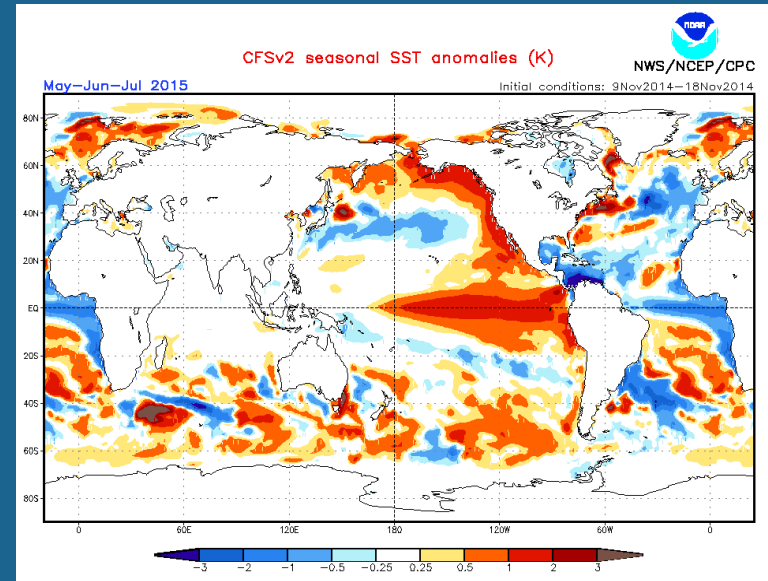 NOAA
CFSv2 seasonal SST anomalies (K)
NWS/NCEP/CPC
May-Jun-Jul 2015
Initial conditions: 9Nov2014-18Nov2014
80N
60N
40N
20N
EQ
20S
40S
60S
80S
0 60E 120E 180 120W 60W 0
-3 -2 -1 -0.5 -0.25 0.25 0.5 1 2 3